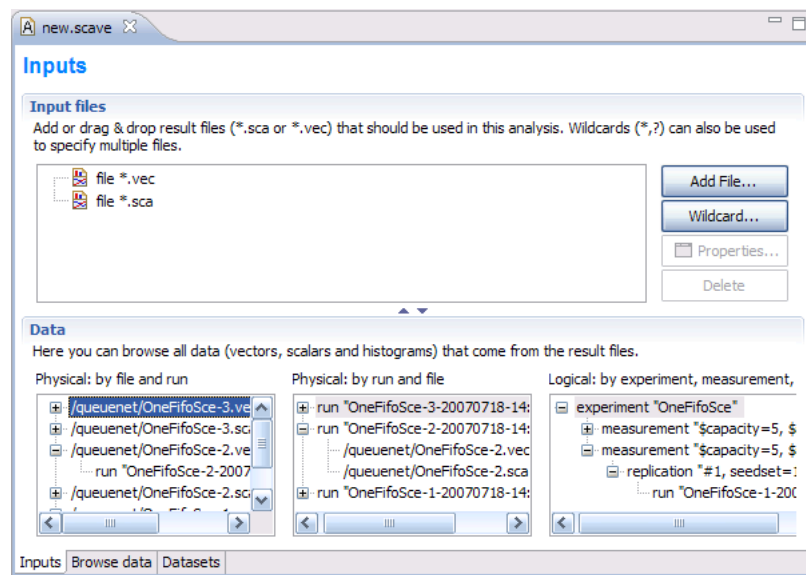 new.scave
Inputs
Input files
Add or drag & drop result files (*.sca or *.vec) that should be used in this analysis. Wildcards (*,?) can also be used
to specify multiple files.
file *.vec
file *.sca
Add File...
Wildcard...
Properties...
Delete
Data
Here you can browse all data (vectors, scalars and histograms) that come from the result files.
Physical: by file and run
/queuenet/OneFifoSce-3.ve
/queuenet/OneFifoSce-3.sc
/queuenet/OneFifoSce-2.ve
run "OneFifoSce-2-2007
/queuenet/OneFifoSce-2.sc
Physical: by run and file
run "OneFifoSce-3-20070718-14:
run "OneFifoSce-2-20070718-14:
/queuenet/OneFifoSce-2.vec
/queuenet/OneFifoSce-2.sca
run "OneFifoSce-1-20070718-14:
Logical: by experiment, measurement,
experiment "OneFifoSce"
measurement "$capacity=5, $
measurement "$capacity=5, $
replication "#1, seedset=1
run "OneFifoSce-1-200
Inputs Browse data Datasets